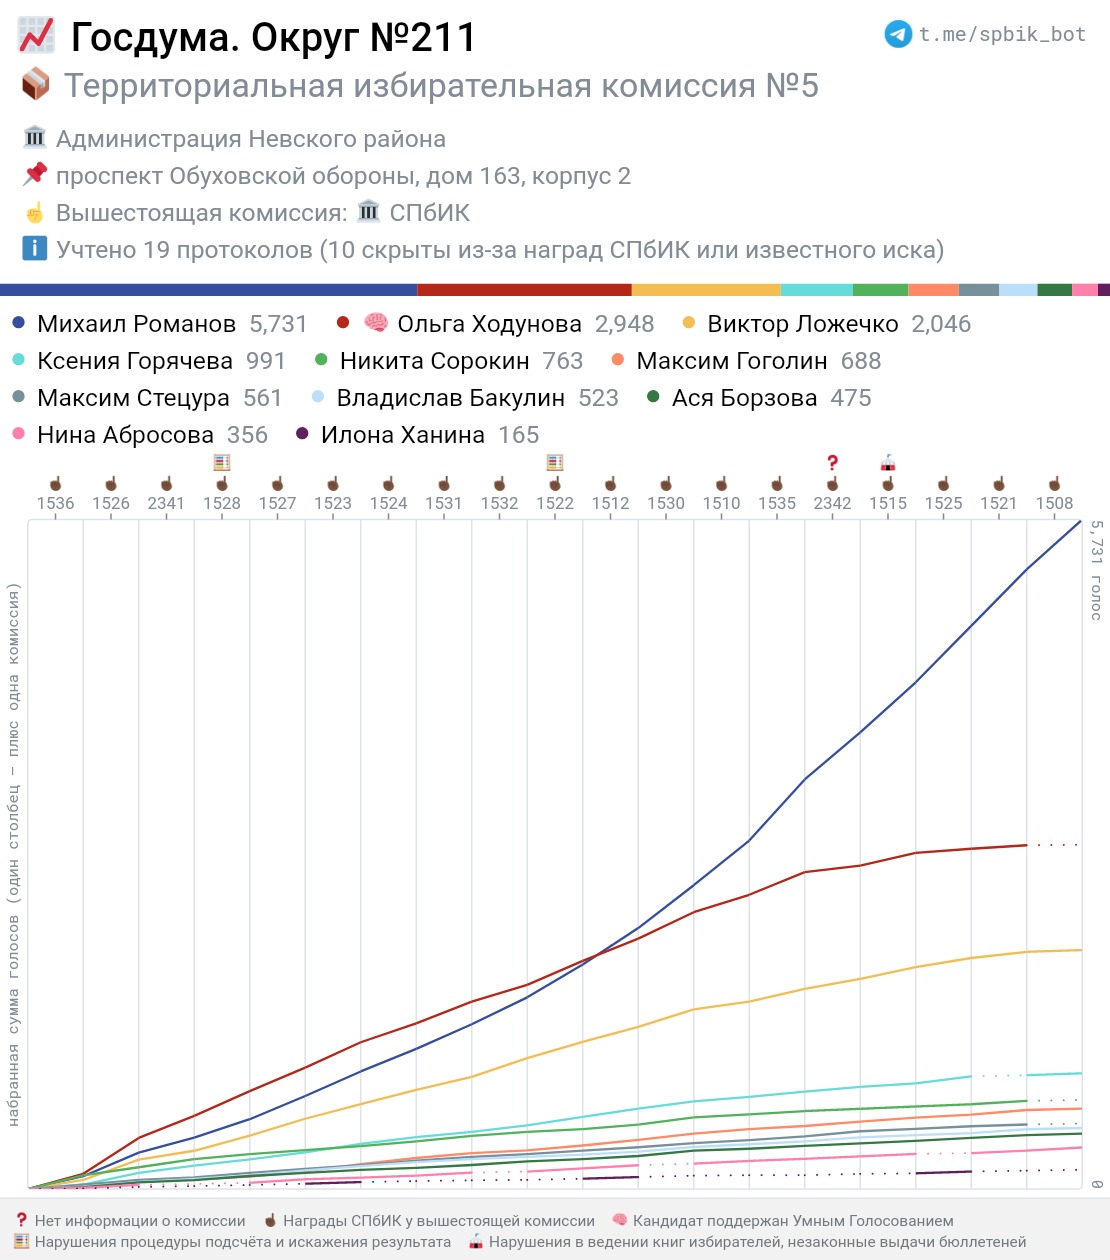 Госдума. Округ №211
t.me/spbik_bot
Территориальная избирательная комиссия №5
Администрация Невского района
проспект Обуховской обороны, дом 163, корпус 2
Вышестоящая комиссия: СПбИК
Учтено 19 протоколов (10 скрыты из-за наград СПбИК или известного иска)
Михаил Романов 5,731 Ольга Ходунова 2,948 Виктор Ложечко 2,046
Ксения Горячева 991 Никита Сорокин 763 Максим Гоголин 688
Максим Стецура 561 Владислав Бакулин 523 Ася Борзова 475
Нина Абросова 356 Илона Ханина 165
1536 1526 2341 1528 1527 1523 1524 1531 1532 1522 1512 1530 1510 1535 2342 1515 1525 1521 1508
набранная сумма голосов (один столбец – плюс одна комиссия)
5,731 голос
0
Нет информации о комиссии Награды СПбИК у вышестоящей комиссии Кандидат поддержан Умным Голосованием
Нарушения процедуры подсчёта и искажения результата Нарушения в ведении книг избирателей, незаконные выдачи бюллетеней